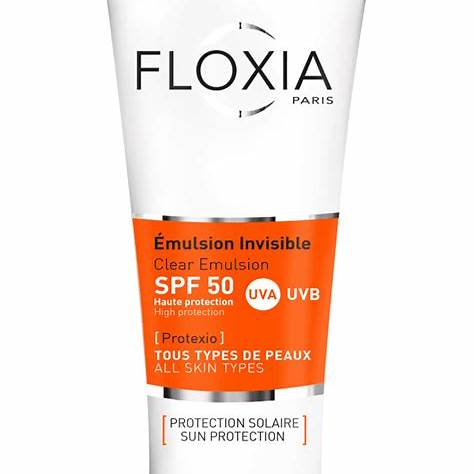 FLOXIA
PARIS
Émulsion Invisible
Clear Emulsion
SPF 50
Haute protection
High protection
UVA UVB
[ Protexio ]
TOUS TYPES DE PEAUX
ALL SKIN TYPES
[ PROTECTION SOLAIRE
SUN PROTECTION ]